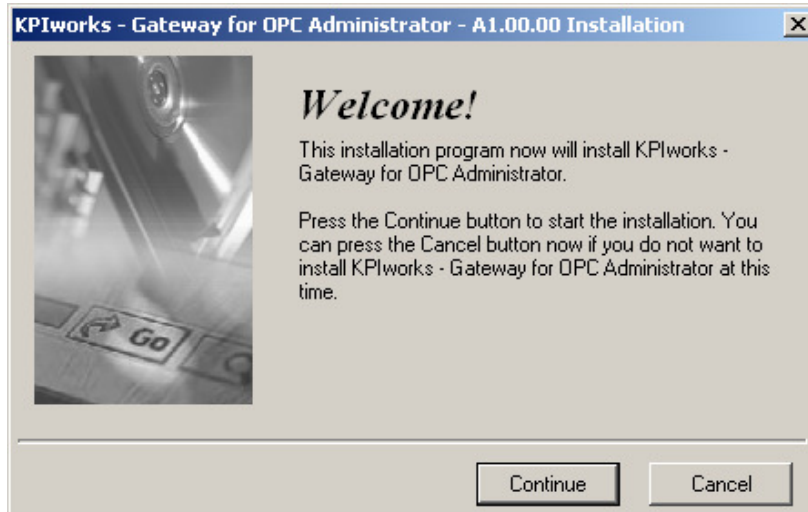 KPIworks - Gateway for OPC Administrator - A1.00.00 Installation
Welcome!
This installation program now will install KPIworks -
Gateway for OPC Administrator.
Press the Continue button to start the installation. You
can press the Cancel button now if you do not want to
install KPIworks - Gateway for OPC Administrator at this
time.
Go
Continue
Cancel